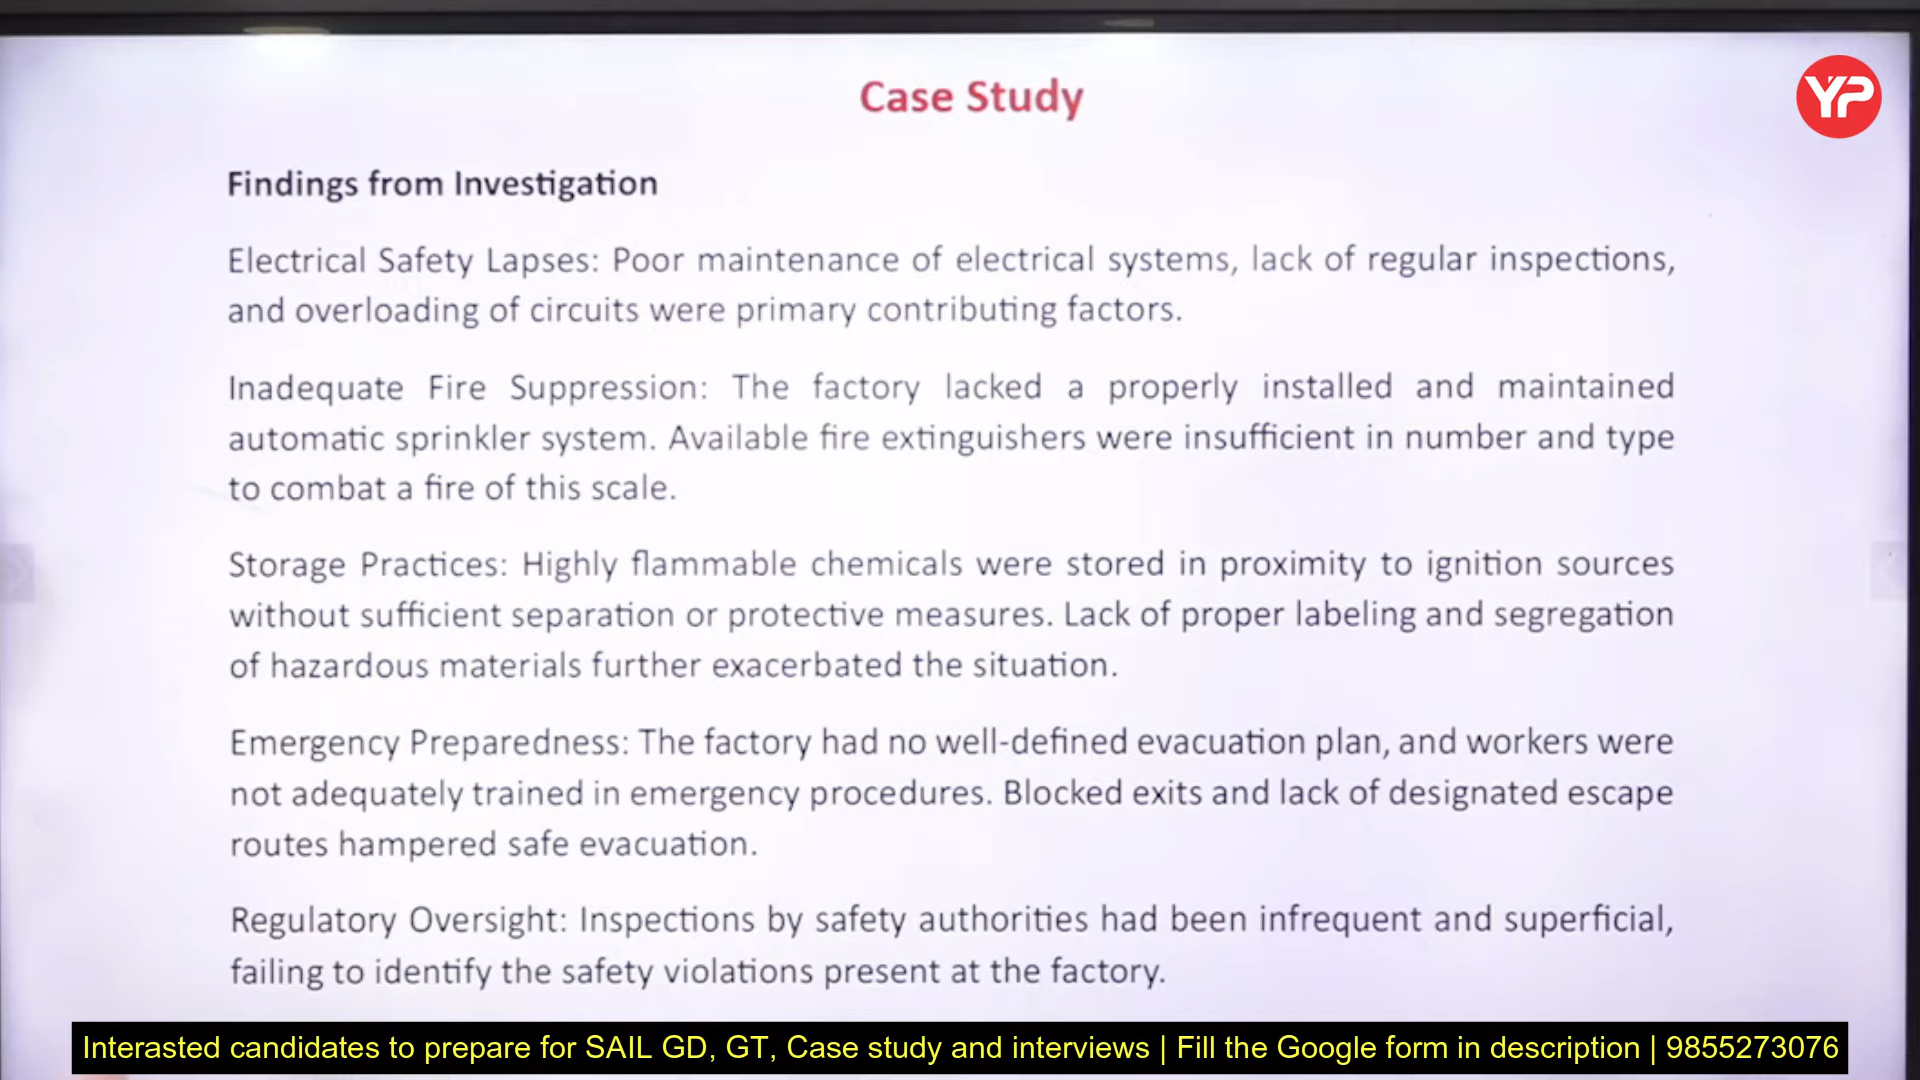 Case Study
YP
Findings from Investigation
Electrical Safety Lapses: Poor maintenance of electrical systems, lack of regular inspections,
and overloading of circuits were primary contributing factors.
Inadequate Fire Suppression: The factory lacked a properly installed and maintained
automatic sprinkler system. Available fire extinguishers were insufficient in number and type
to combat a fire of this scale.
Storage Practices: Highly flammable chemicals were stored in proximity to ignition sources
without sufficient separation or protective measures. Lack of proper labeling and segregation
of hazardous materials further exacerbated the situation.
Emergency Preparedness: The factory had no well-defined evacuation plan, and workers were
not adequately trained in emergency procedures. Blocked exits and lack of designated escape
routes hampered safe evacuation.
Regulatory Oversight: Inspections by safety authorities had been infrequent and superficial,
failing to identify the safety violations present at the factory.
Interasted candidates to prepare for SAIL GD, GT, Case study and interviews | Fill the Google form in description | 9855273076